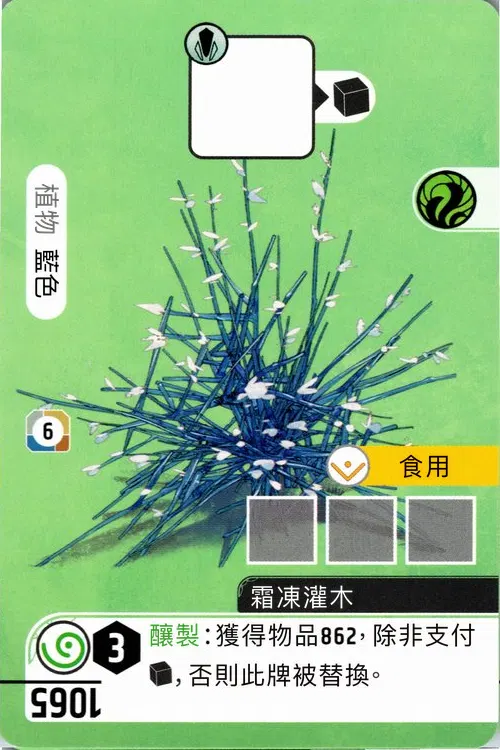 植物 藍色
6
食用
霜凍灌木
3
釀製：獲得物品862，除非支付
，否則此牌被替換。
1065